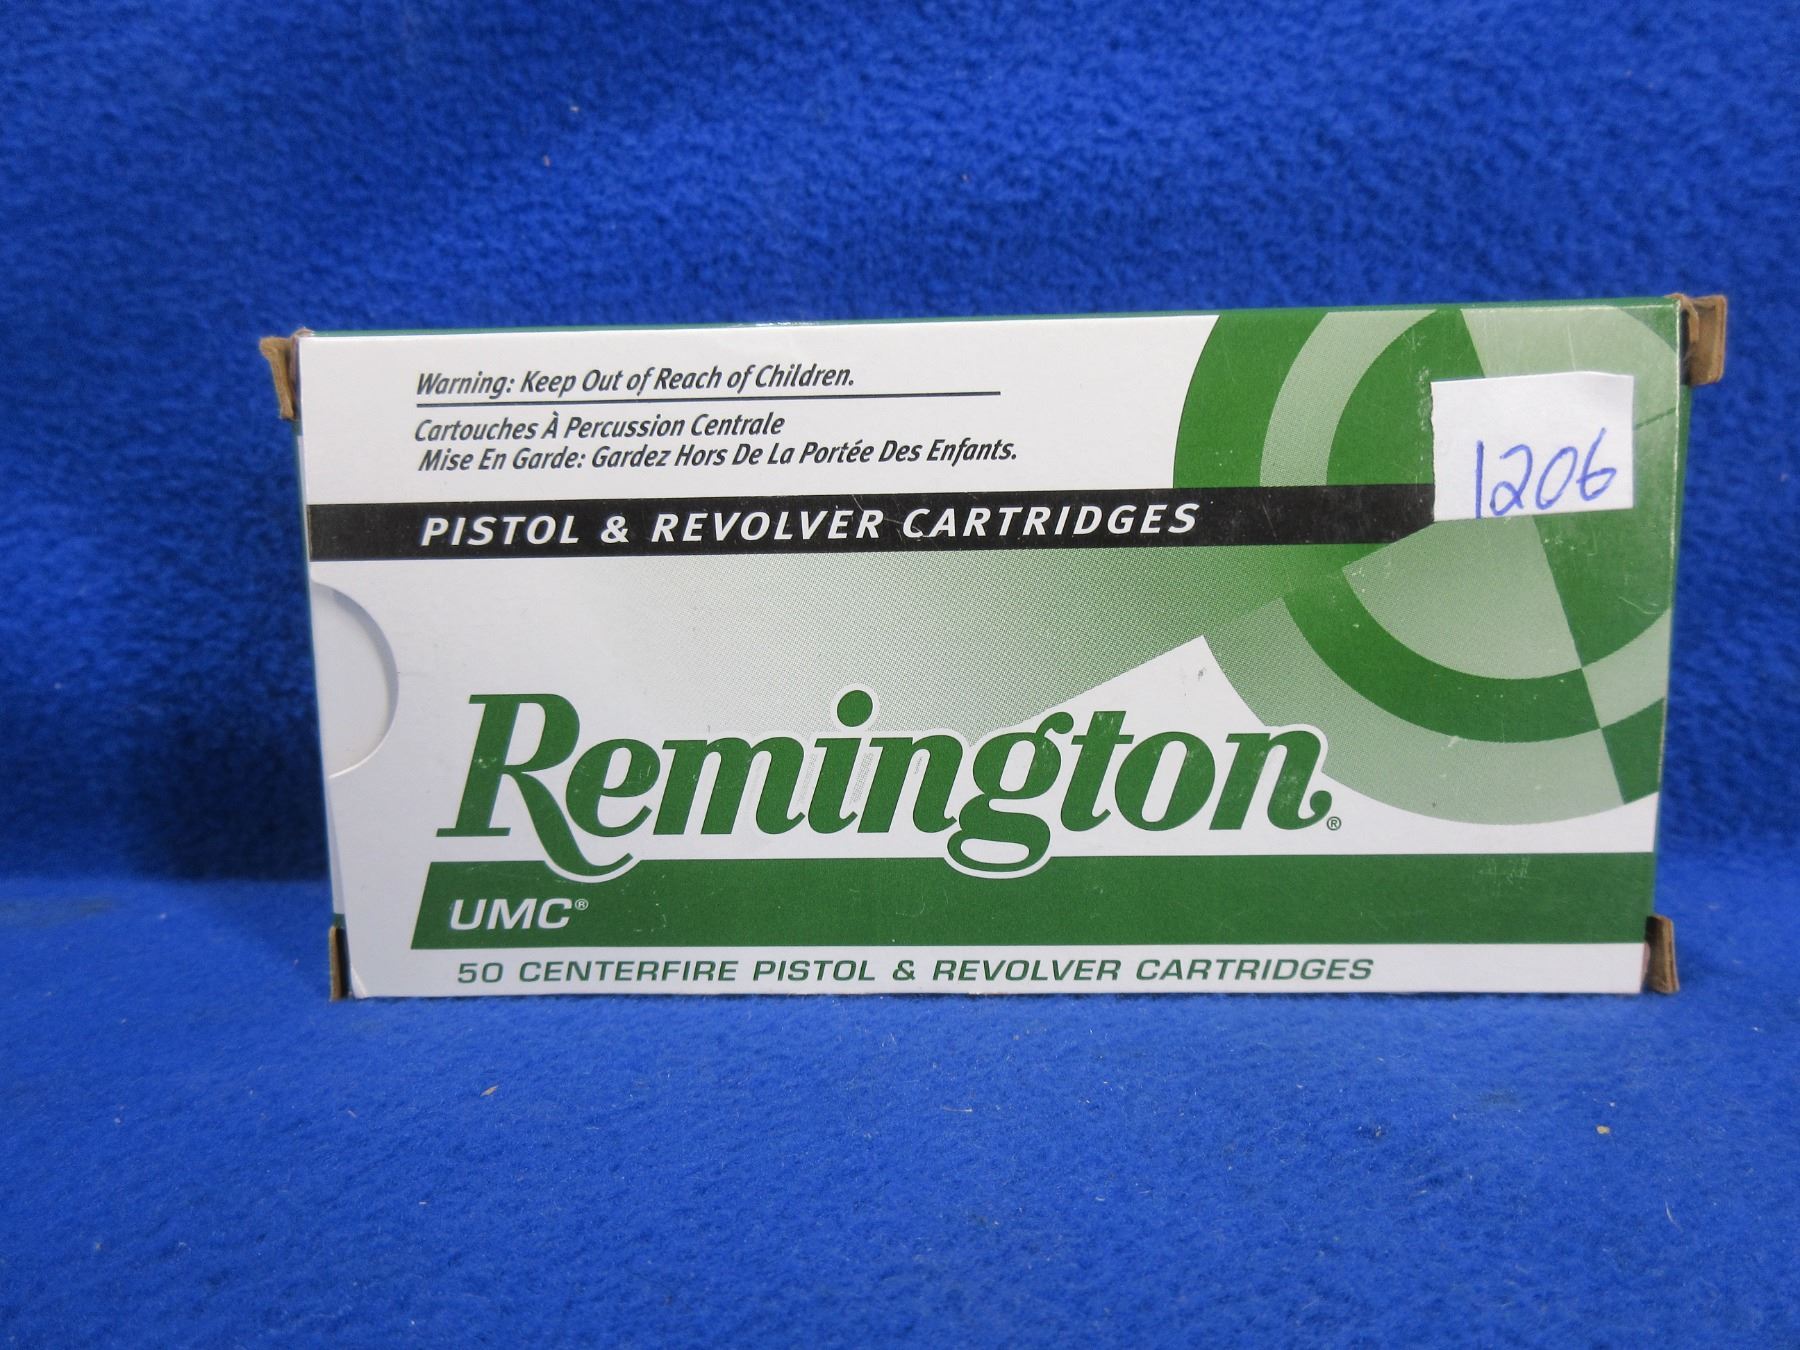 Warning: Keep Out of Reach of Children.
Cartouches À Percussion Centrale
Mise En Garde: Gardez Hors De La Portée Des Enfants.
1206
PISTOL & REVOLVER CARTRIDGES
Remington®
UMC®
50 CENTERFIRE PISTOL & REVOLVER CARTRIDGES